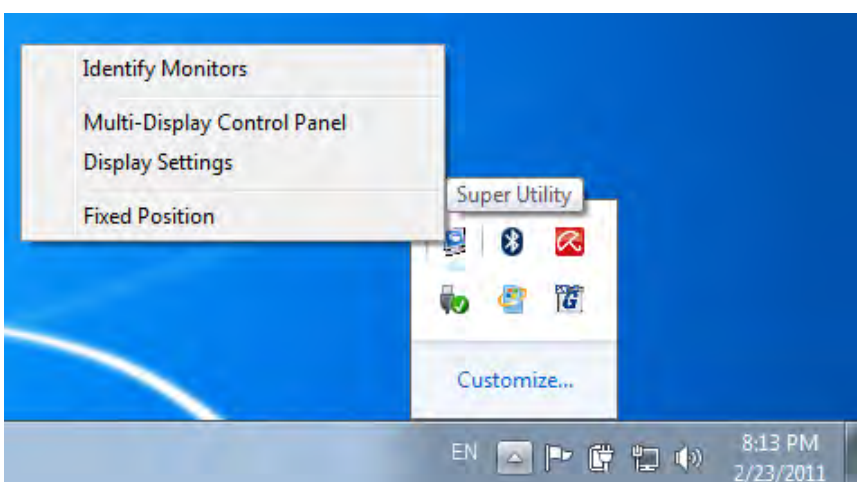 Identify Monitors
Multi-Display Control Panel
Display Settings
Fixed Position
Super Utility
G
Customize...
EN
8:13 PM
2/23/2011